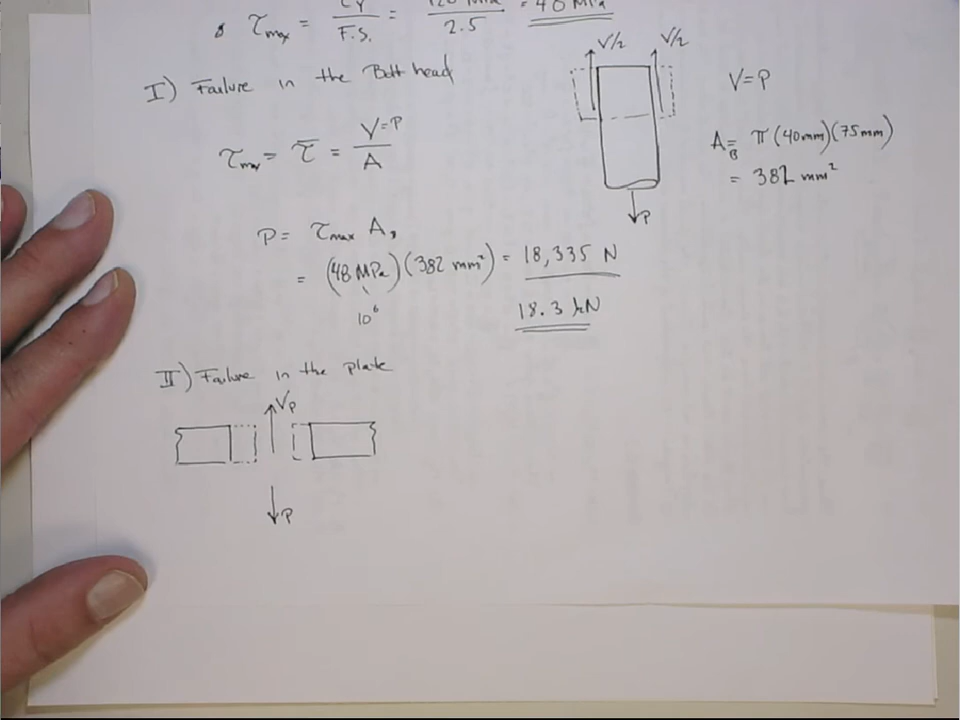 τmax = τY / F.S. = 120 MPa / 2.5 = 48 MPa
I) Failure in the Bolt head
V/2 V/2
V=P
τmax = τ̄ = V=P / A
A_B = π (40mm)(75mm)
= 382 mm²
P
P = τmax A,
= (48 MPa)(382 mm²) = 18,335 N
10⁶
18.3 kN
II) Failure in the plate
Vp
P